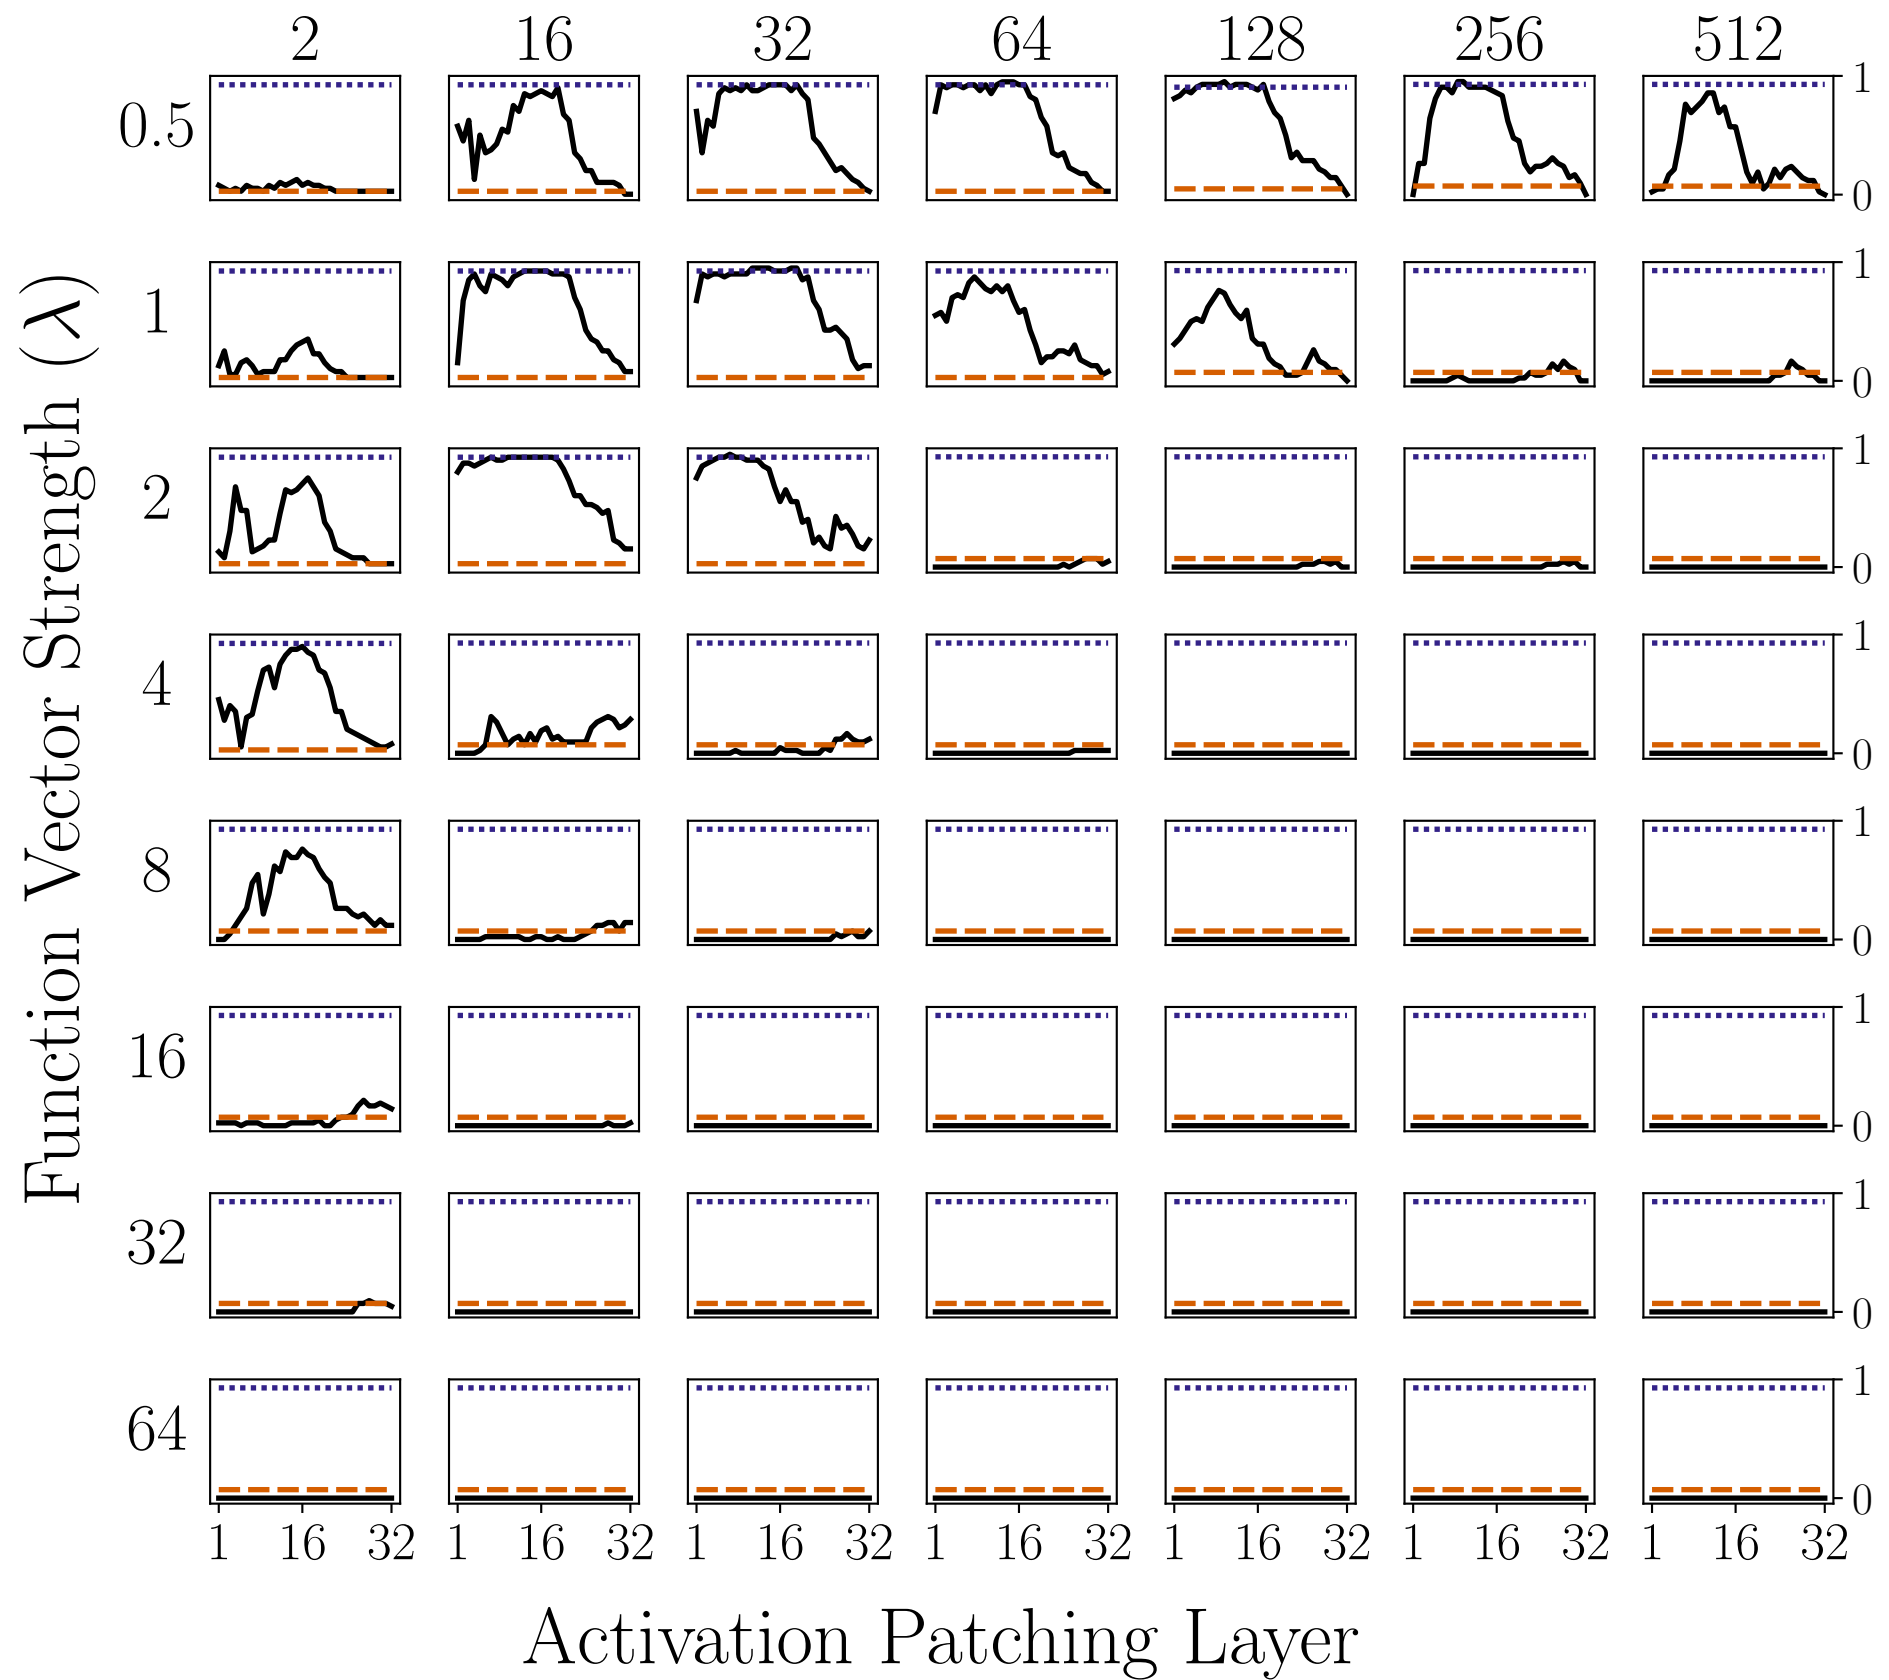 2 16 32 64 128 256 512
Function Vector Strength (λ)
0.5 1 0
1 1 0
2 1 0
4 1 0
8 1 0
16 1 0
32 1 0
64 1 0
1 16 32 1 16 32 1 16 32 1 16 32 1 16 32 1 16 32 1 16 32
Activation Patching Layer